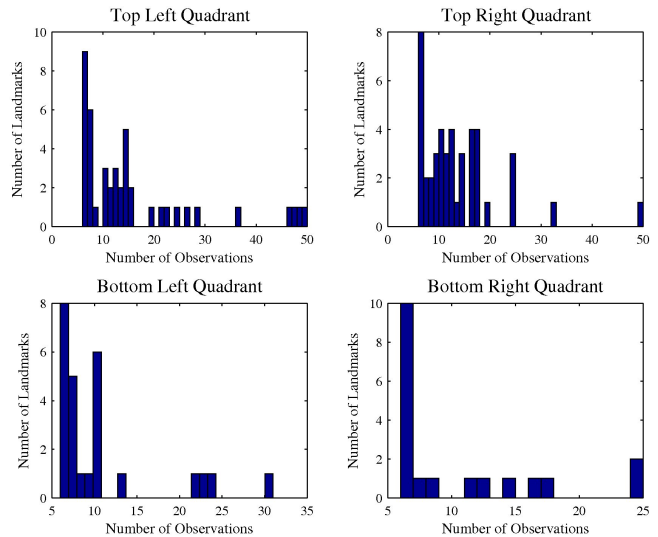 Top Left Quadrant
10
8
6
4
2
0
Number of Landmarks
0 10 20 30 40 50
Number of Observations
Top Right Quadrant
8
6
4
2
0
Number of Landmarks
0 10 20 30 40 50
Number of Observations
Bottom Left Quadrant
8
6
4
2
0
Number of Landmarks
5 10 15 20 25 30 35
Number of Observations
Bottom Right Quadrant
10
8
6
4
2
0
Number of Landmarks
5 10 15 20 25
Number of Observations